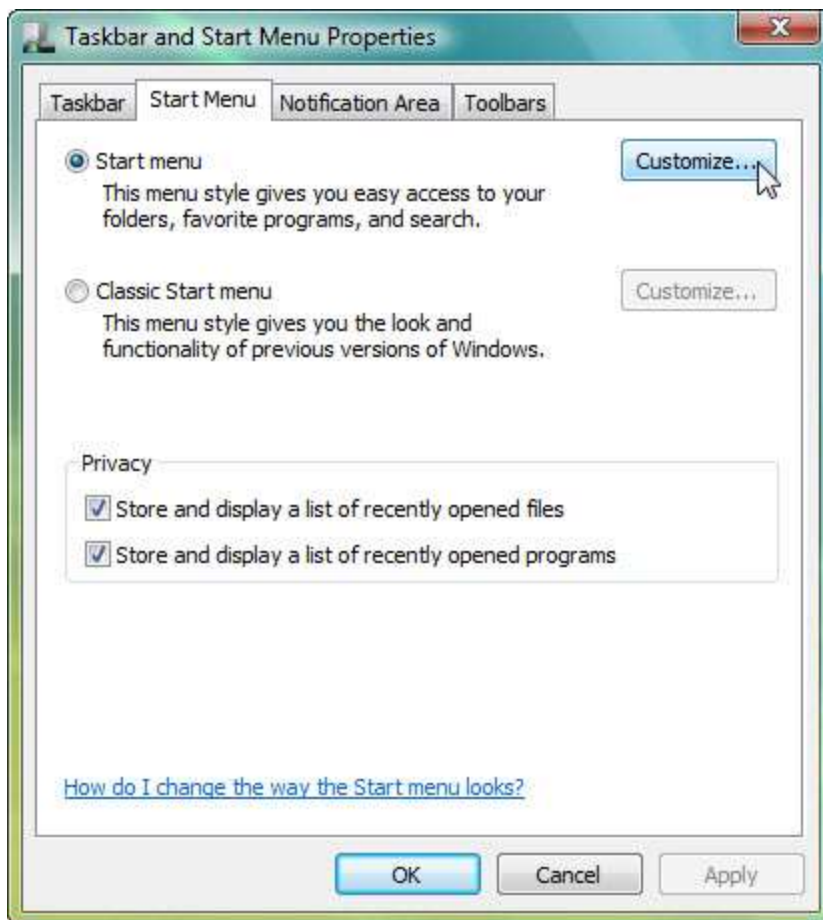 Taskbar and Start Menu Properties
Taskbar Start Menu Notification Area Toolbars
Start menu Customize...
This menu style gives you easy access to your
folders, favorite programs, and search.
Classic Start menu Customize...
This menu style gives you the look and
functionality of previous versions of Windows.
Privacy
Store and display a list of recently opened files
Store and display a list of recently opened programs
How do I change the way the Start menu looks?
OK Cancel Apply